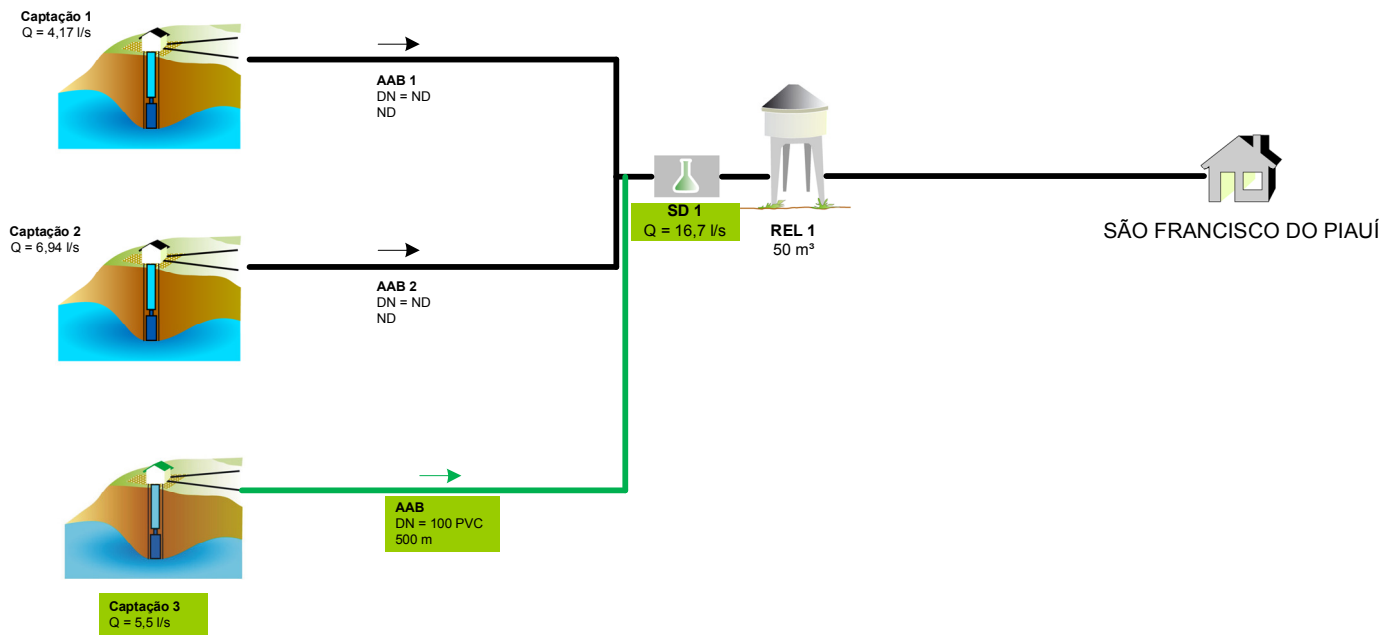 Captação 1
Q = 4,17 l/s
AAB 1
DN = ND
ND
SD 1
Q = 16,7 l/s
REL 1
50 m³
SÃO FRANCISCO DO PIAUÍ
Captação 2
Q = 6,94 l/s
AAB 2
DN = ND
ND
AAB
DN = 100 PVC
500 m
Captação 3
Q = 5,5 l/s